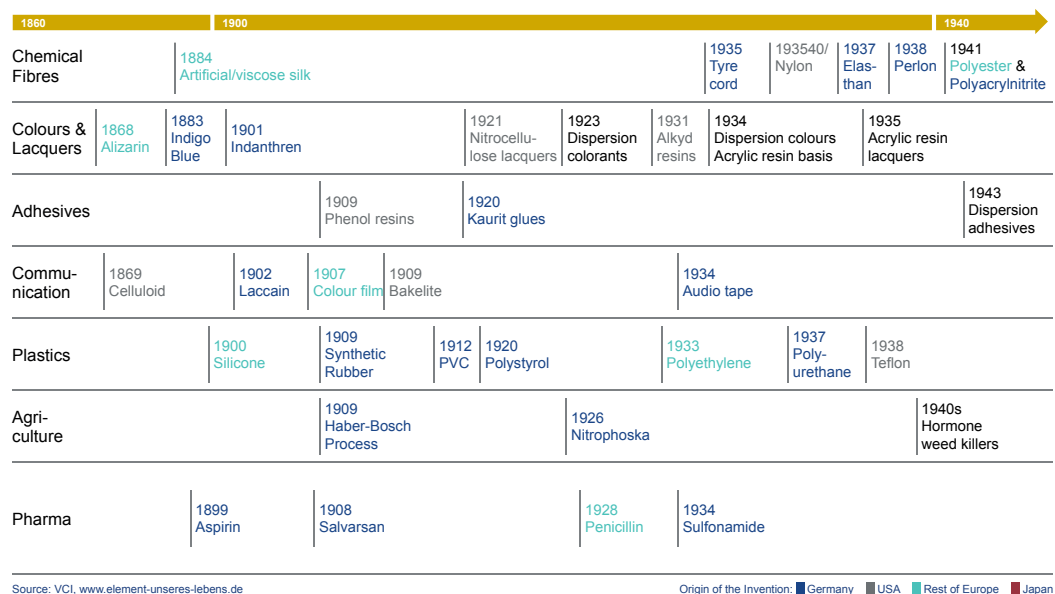 1860 1900 1940
Chemical
Fibres
1884
Artificial/viscose silk
1935
Tyre
cord
193540/
Nylon
1937
Elas-
than
1938
Perlon
1941
Polyester &
Polyacrylnitrite
Colours &
Lacquers
1868
Alizarin
1883
Indigo
Blue
1901
Indanthren
1921
Nitrocellu-
lose lacquers
1923
Dispersion
colorants
1931
Alkyd
resins
1934
Dispersion colours
Acrylic resin basis
1935
Acrylic resin
lacquers
Adhesives
1909
Phenol resins
1920
Kaurit glues
1943
Dispersion
adhesives
Commu-
nication
1869
Celluloid
1902
Laccain
1907
Colour film
1909
Bakelite
1934
Audio tape
Plastics
1900
Silicone
1909
Synthetic
Rubber
1912
PVC
1920
Polystyrol
1933
Polyethylene
1937
Poly-
urethane
1938
Teflon
Agri-
culture
1909
Haber-Bosch
Process
1926
Nitrophoska
1940s
Hormone
weed killers
Pharma
1899
Aspirin
1908
Salvarsan
1928
Penicillin
1934
Sulfonamide
Source: VCI, www.element-unseres-lebens.de
Origin of the Invention: Germany USA Rest of Europe Japan